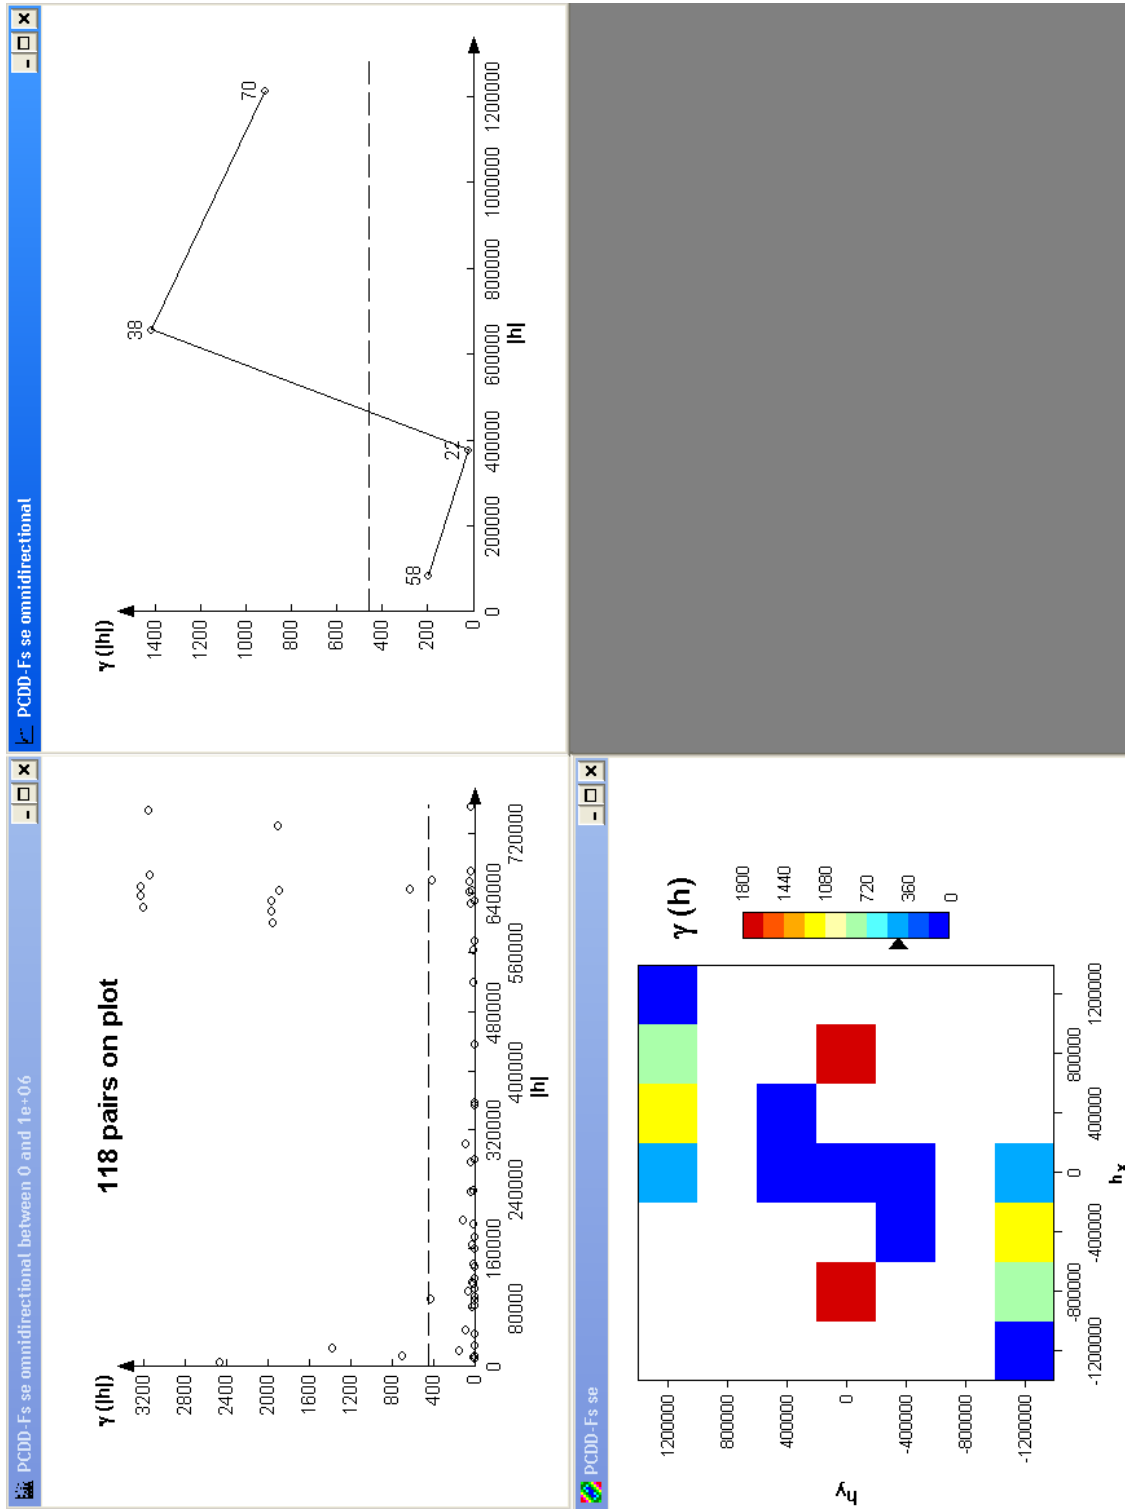 PCDD-Fs se omnidirectional between 0 and 1e+06
118 pairs on plot
γ (|h|)
3200
2800
2400
2000
1600
1200
800
400
0
0 80000 160000 240000 320000 400000 480000 560000 640000 720000
|h|
PCDD-Fs se omnidirectional
γ (|h|)
1400
1200
1000
800
600
400
200
0
58
22
38
70
0 200000 400000 600000 800000 1000000 1200000
|h|
PCDD-Fs se
1200000
800000
400000
0
-400000
-800000
-1200000
hy
-1200000 -800000 -400000 0 400000 800000 1200000
hx
γ (h)
1800
1440
1080
720
360
0